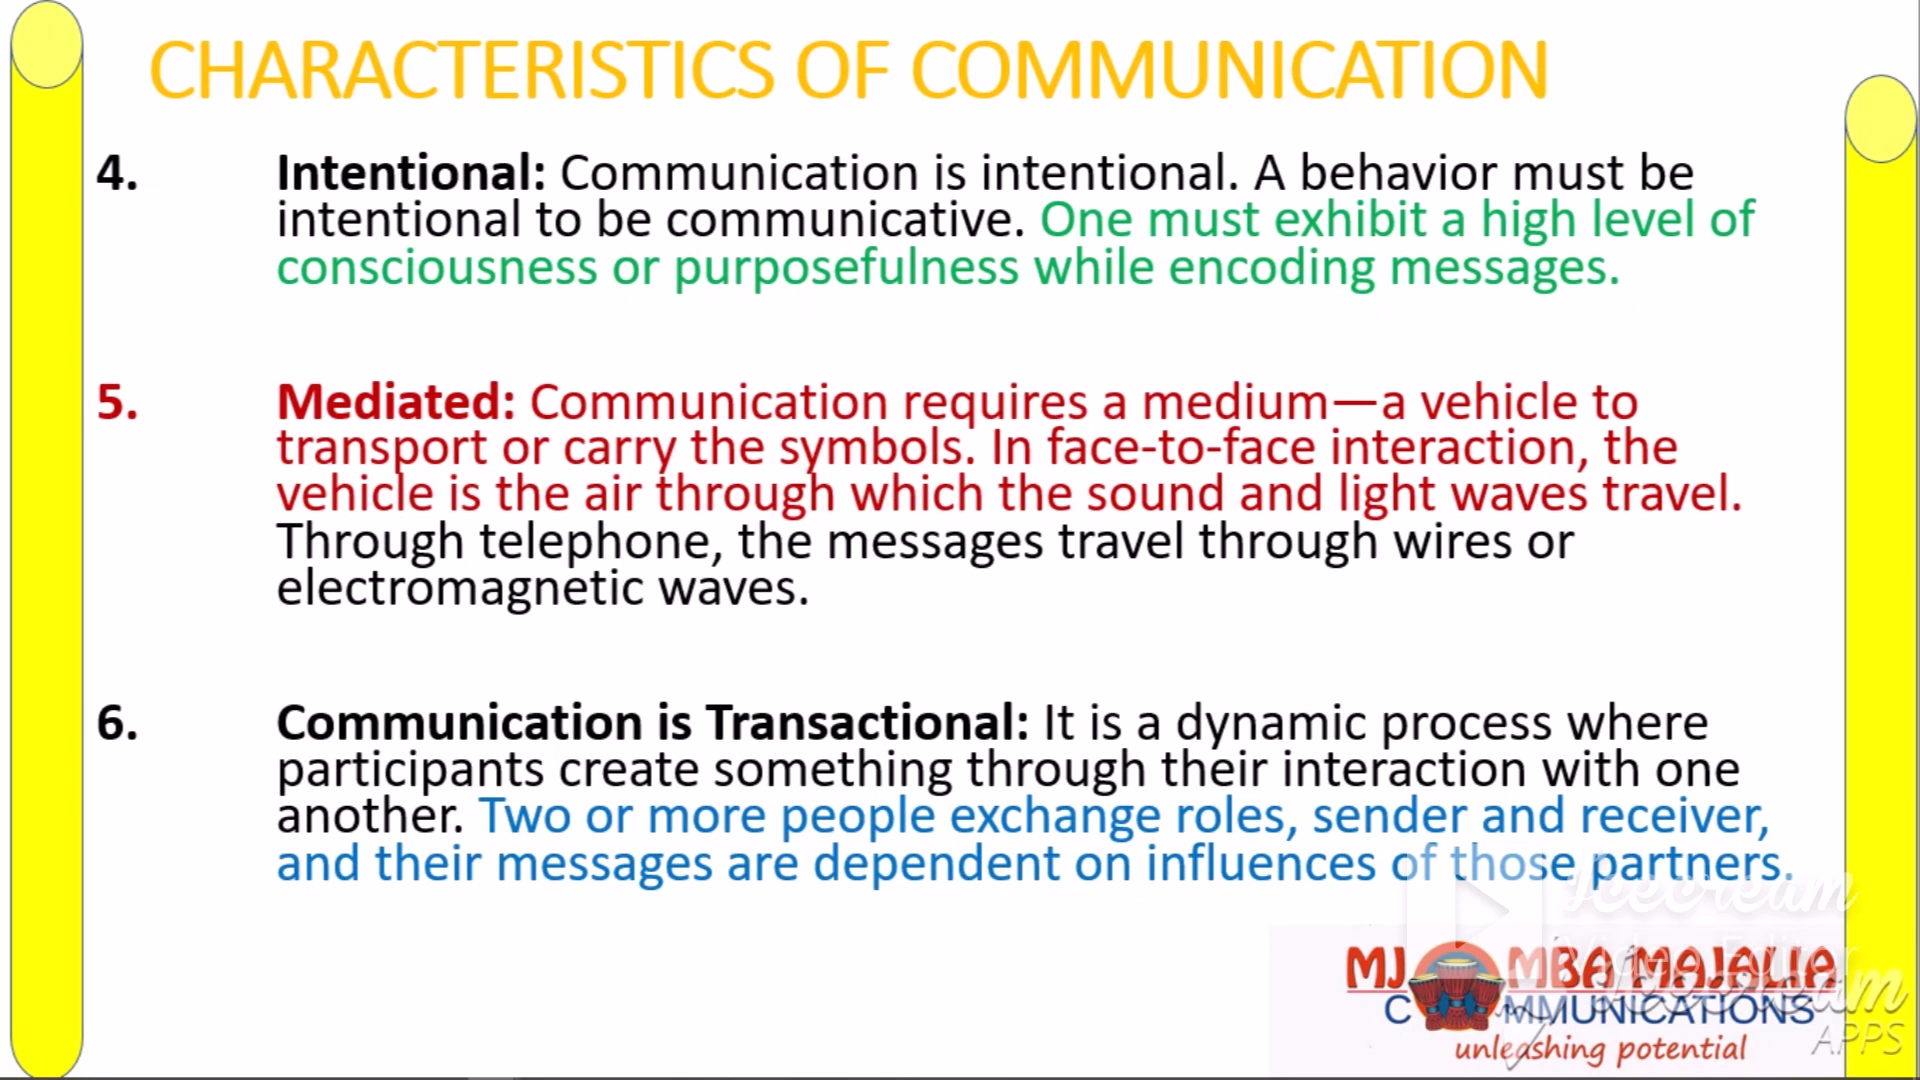 CHARACTERISTICS OF COMMUNICATION
4. Intentional: Communication is intentional. A behavior must be
intentional to be communicative. One must exhibit a high level of
consciousness or purposefulness while encoding messages.
5. Mediated: Communication requires a medium—a vehicle to
transport or carry the symbols. In face-to-face interaction, the
vehicle is the air through which the sound and light waves travel.
Through telephone, the messages travel through wires or
electromagnetic waves.
6. Communication is Transactional: It is a dynamic process where
participants create something through their interaction with one
another. Two or more people exchange roles, sender and receiver,
and their messages are dependent on influences of those partners.
Icecream
Video Editor
MJOMBA MAJALIA
COMMUNICATIONS
unleashing potential
Icecream
APPS